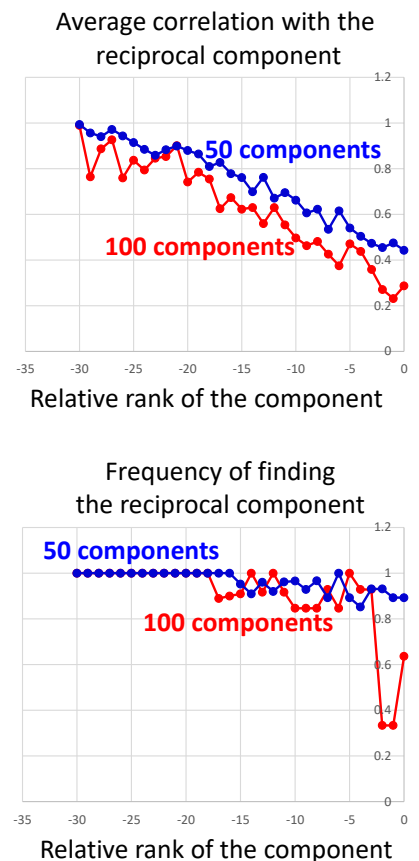 Average correlation with the
reciprocal component
1.2
1
50 components
0.8
0.6
100 components
0.4
0.2
0
-35 -30 -25 -20 -15 -10 -5 0
Relative rank of the component
Frequency of finding
the reciprocal component
1.2
50 components
1
0.8
100 components
0.6
0.4
0.2
0
-35 -30 -25 -20 -15 -10 -5 0
Relative rank of the component